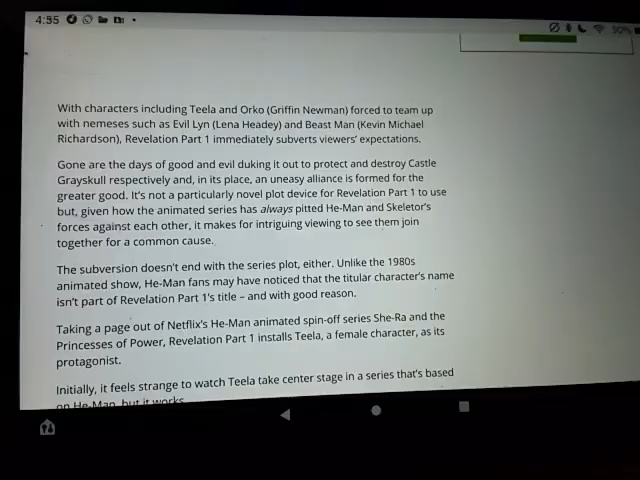 4:55
50%
With characters including Teela and Orko (Griffin Newman) forced to team up
with nemeses such as Evil Lyn (Lena Headey) and Beast Man (Kevin Michael
Richardson), Revelation Part 1 immediately subverts viewers' expectations.
Gone are the days of good and evil duking it out to protect and destroy Castle
Grayskull respectively and, in its place, an uneasy alliance is formed for the
greater good. It's not a particularly novel plot device for Revelation Part 1 to use
but, given how the animated series has always pitted He-Man and Skeletor's
forces against each other, it makes for intriguing viewing to see them join
together for a common cause.
The subversion doesn't end with the series plot, either. Unlike the 1980s
animated show, He-Man fans may have noticed that the titular character's name
isn't part of Revelation Part 1's title – and with good reason.
Taking a page out of Netflix's He-Man animated spin-off series She-Ra and the
Princesses of Power, Revelation Part 1 installs Teela, a female character, as its
protagonist.
Initially, it feels strange to watch Teela take center stage in a series that's based
on He-Man, but it works